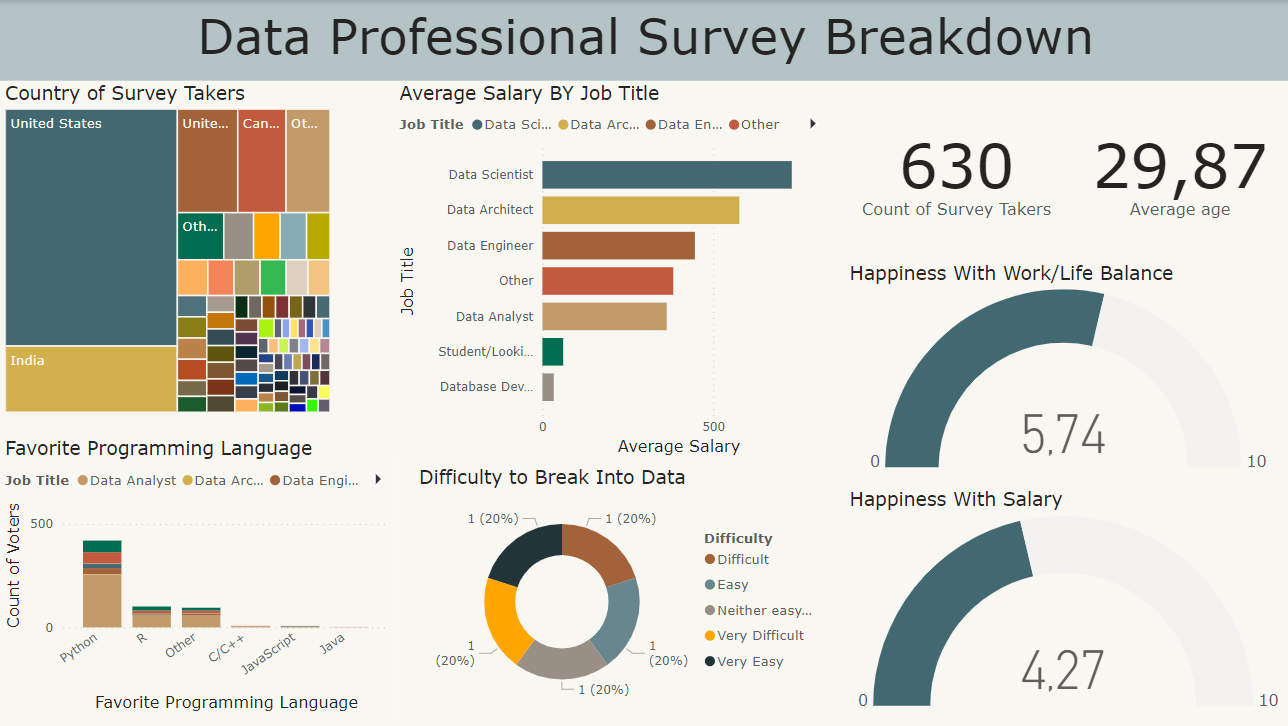 Data Professional Survey Breakdown
Country of Survey Takers
United States
Unite...
Can...
Ot...
Oth...
India
Average Salary BY Job Title
Job Title Data Sci... Data Arc... Data En... Other
Job Title
Data Scientist
Data Architect
Data Engineer
Other
Data Analyst
Student/Looki...
Database Dev...
0 500
Average Salary
630
Count of Survey Takers
29,87
Average age
Happiness With Work/Life Balance
5,74
0 10
Favorite Programming Language
Job Title Data Analyst Data Arc... Data Engi...
Count of Voters
500
0
Python R Other C/C++ JavaScript Java
Favorite Programming Language
Difficulty to Break Into Data
1 (20%)
1 (20%)
1
(20%)
1 (20%)
1
(20%)
Difficulty
Difficult
Easy
Neither easy...
Very Difficult
Very Easy
Happiness With Salary
4,27
0 10